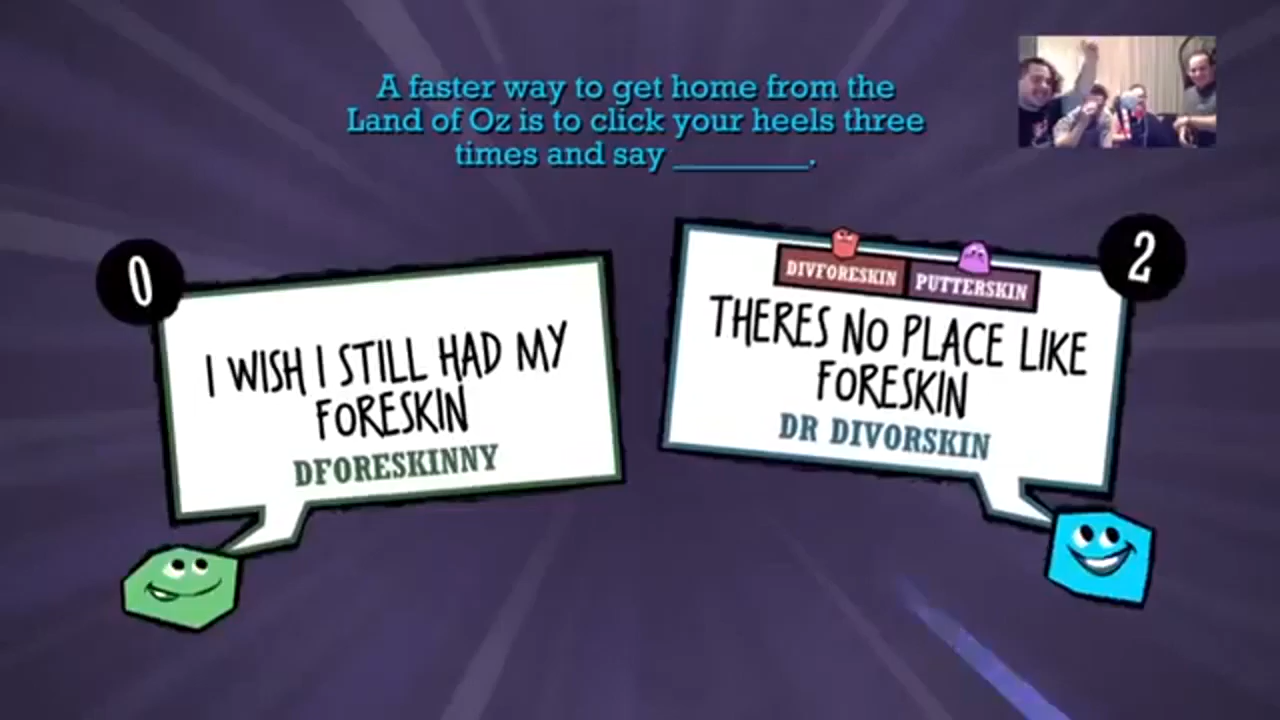 A faster way to get home from the
Land of Oz is to click your heels three
times and say ________.
0
2
DIVFORESKIN PUTTERSKIN
I WISH I STILL HAD MY
FORESKIN
DFORESKINNY
THERES NO PLACE LIKE
FORESKIN
DR DIVORSKIN